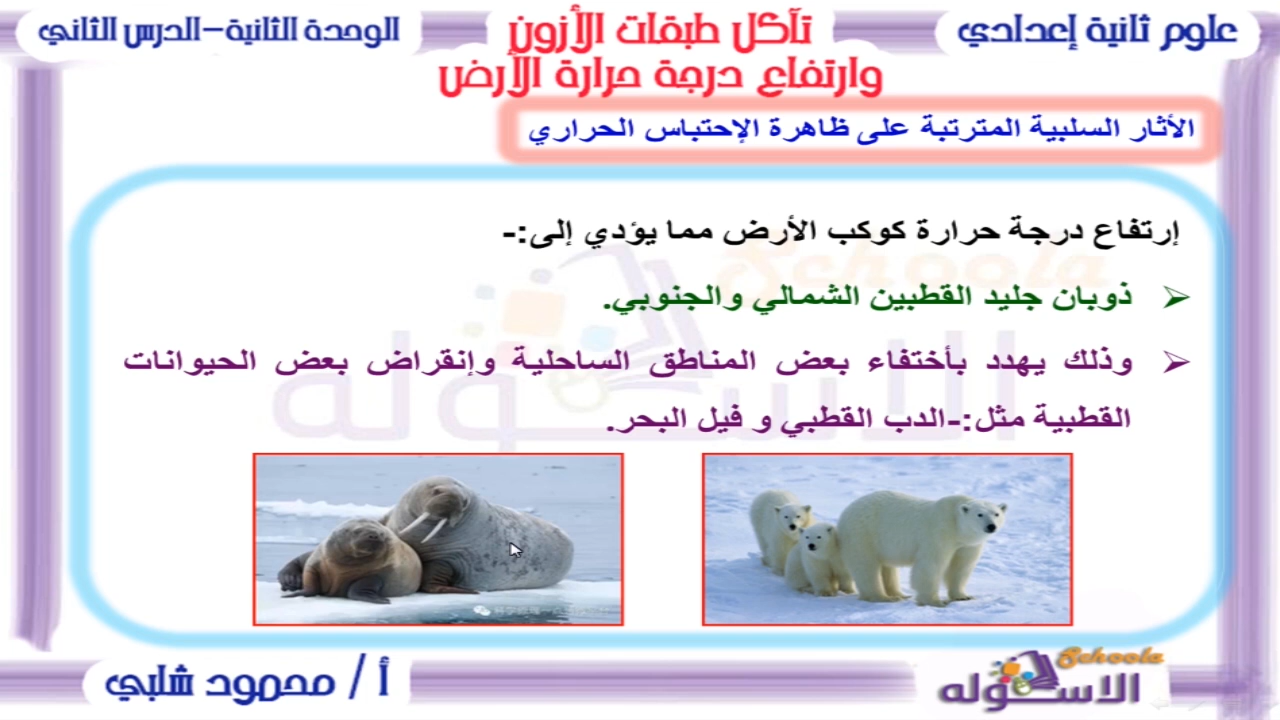 علوم ثانية إعدادي
تآكل طبقات الأزون
وارتفاع درجة حرارة الأرض
الوحدة الثانية-الدرس الثاني
الأثار السلبية المترتبة على ظاهرة الإحتباس الحراري
إرتفاع درجة حرارة كوكب الأرض مما يؤدي إلى:-
ذوبان جليد القطبين الشمالي والجنوبي.
وذلك يهدد بأختفاء بعض المناطق الساحلية وإنقراض بعض الحيوانات
القطبية مثل:-الدب القطبي و فيل البحر.
Schoola
الاسكوله
أ / محمود شلبي